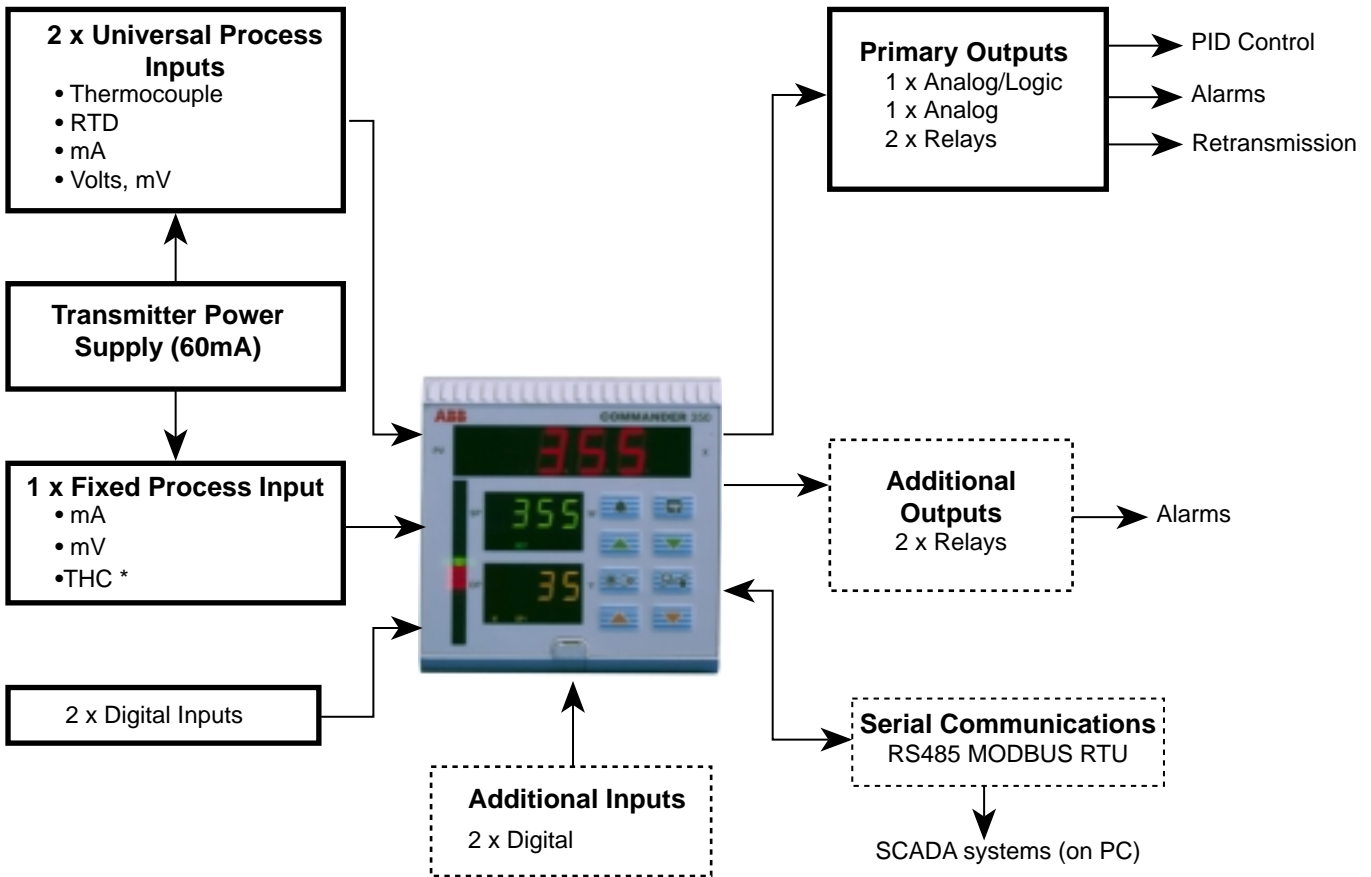 2 x Universal Process
Inputs
• Thermocouple
• RTD
• mA
• Volts, mV
Transmitter Power
Supply (60mA)
1 x Fixed Process Input
• mA
• mV
•THC *
2 x Digital Inputs
ABB
COMMANDER 350
PV
355
X
SP
355
W
OP
35
Y
Additional Inputs
2 x Digital
Primary Outputs
1 x Analog/Logic
1 x Analog
2 x Relays
PID Control
Alarms
Retransmission
Additional
Outputs
2 x Relays
Alarms
Serial Communications
RS485 MODBUS RTU
SCADA systems (on PC)